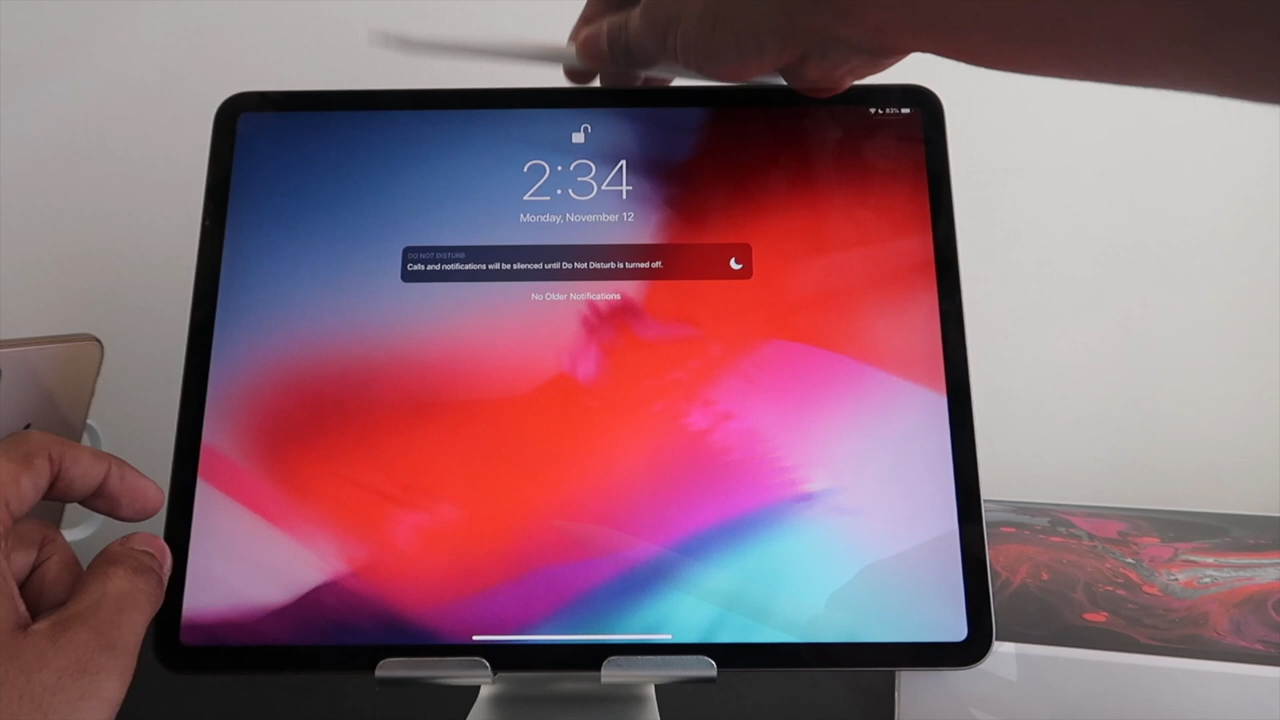 83%
2:34
Monday, November 12
DO NOT DISTURB
Calls and notifications will be silenced until Do Not Disturb is turned off.
No Older Notifications